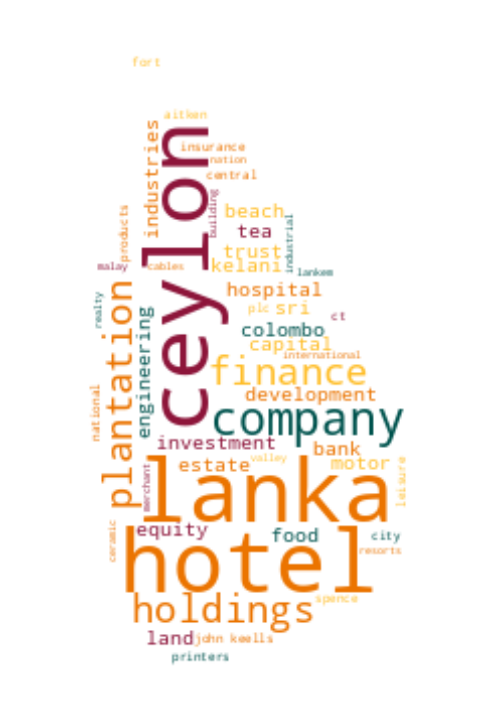 fort
aitken
industries
ceylon
insurance
nation
central
building
products
beach
industrial
tea
trust
malay
cables
kelani
lankem
plantation
hospital
realty
engineering
plc
sri
ct
colombo
capital
international
finance
national
development
company
investment
bank
valley
estate
motor
leisure
merchant
lanka
equity
ceramic
food
city
hotel
resorts
holdings
spence
land
john keells
printers